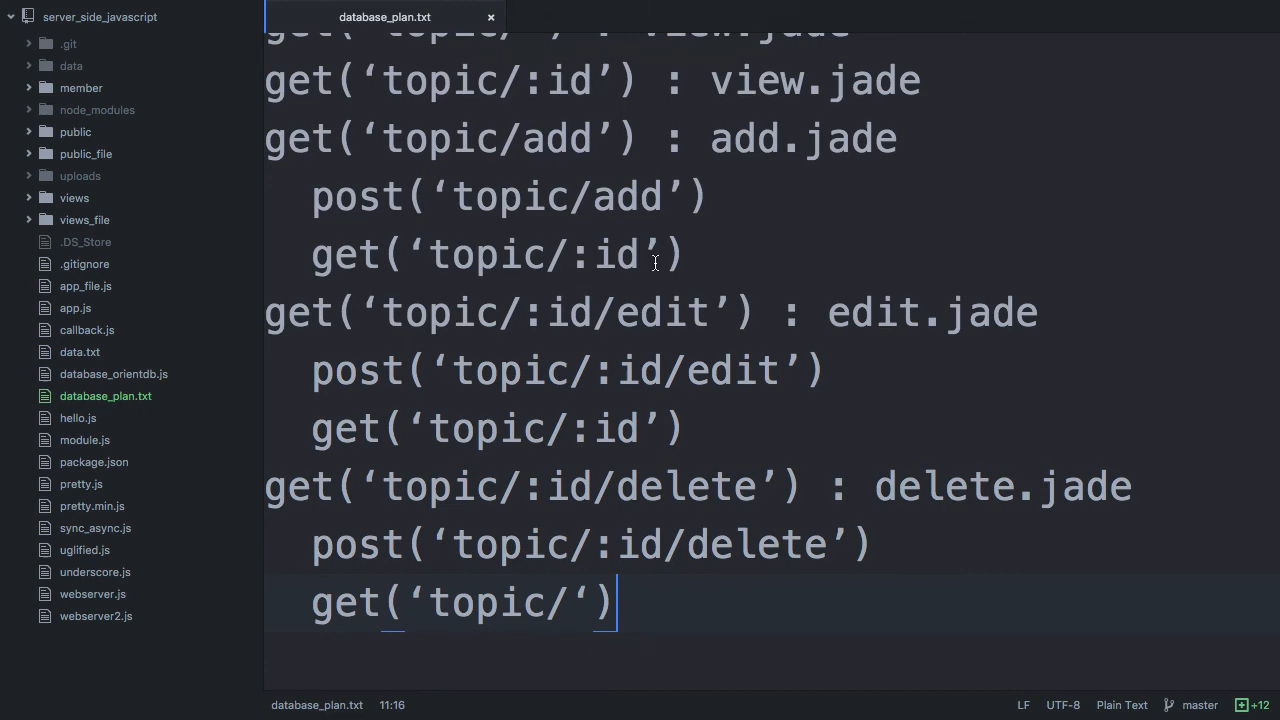 server_side_javascript
.git
data
member
node_modules
public
public_file
uploads
views
views_file
.DS_Store
.gitignore
app_file.js
app.js
callback.js
data.txt
database_orientdb.js
database_plan.txt
hello.js
module.js
package.json
pretty.js
pretty.min.js
sync_async.js
uglified.js
underscore.js
webserver.js
webserver2.js
database_plan.txt ×
get(‘topic/‘) : view.jade
get(‘topic/:id’) : view.jade
get(‘topic/add’) : add.jade
post(‘topic/add’)
get(‘topic/:id’)
get(‘topic/:id/edit’) : edit.jade
post(‘topic/:id/edit’)
get(‘topic/:id’)
get(‘topic/:id/delete’) : delete.jade
post(‘topic/:id/delete’)
get(‘topic/‘)
database_plan.txt 11:16
LF UTF-8 Plain Text master +12